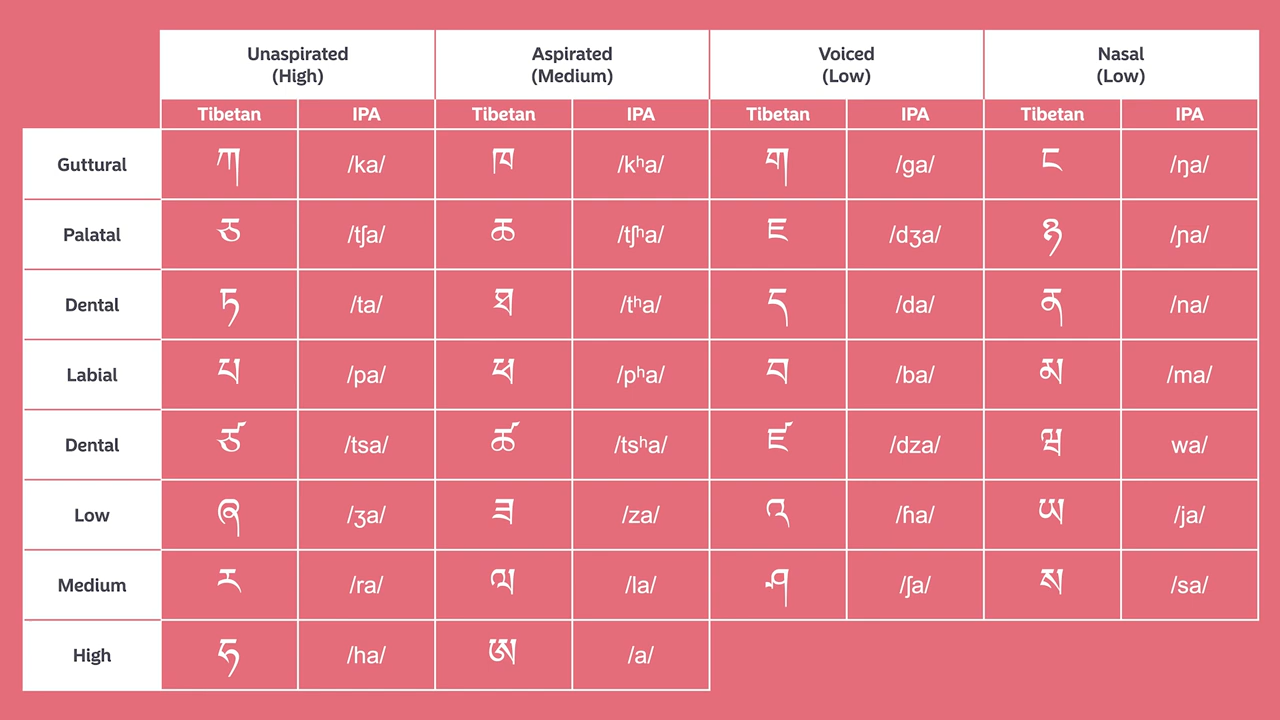 Unaspirated Aspirated Voiced Nasal
(High) (Medium) (Low) (Low)
Tibetan IPA Tibetan IPA Tibetan IPA Tibetan IPA
Guttural ཀ /ka/ ཁ /kʰa/ ག /ga/ ང /ŋa/
Palatal ཅ /tʃa/ ཆ /tʃʰa/ ཇ /dʒa/ ཉ /ɲa/
Dental ཏ /ta/ ཐ /tʰa/ ད /da/ ན /na/
Labial པ /pa/ ཕ /pʰa/ བ /ba/ མ /ma/
Dental ཙ /tsa/ ཚ /tsʰa/ ཛ /dza/ ཝ wa/
Low ཞ /ʒa/ ཟ /za/ འ /ɦa/ ཡ /ja/
Medium ར /ra/ ལ /la/ ཤ /ʃa/ ས /sa/
High ཧ /ha/ ཨ /a/